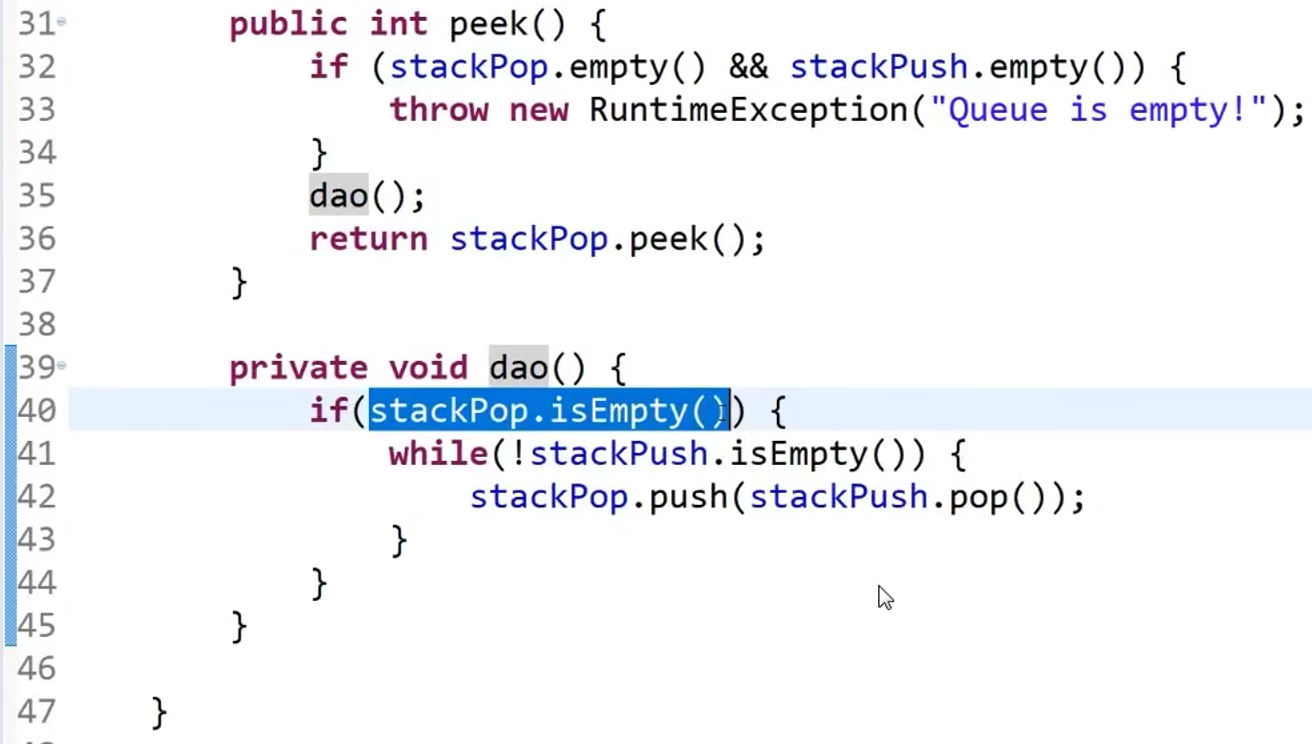 31 public int peek() {
32 if (stackPop.empty() && stackPush.empty()) {
33 throw new RuntimeException("Queue is empty!");
34 }
35 dao();
36 return stackPop.peek();
37 }
38
39 private void dao() {
40 if(stackPop.isEmpty()) {
41 while(!stackPush.isEmpty()) {
42 stackPop.push(stackPush.pop());
43 }
44 }
45 }
46
47 }